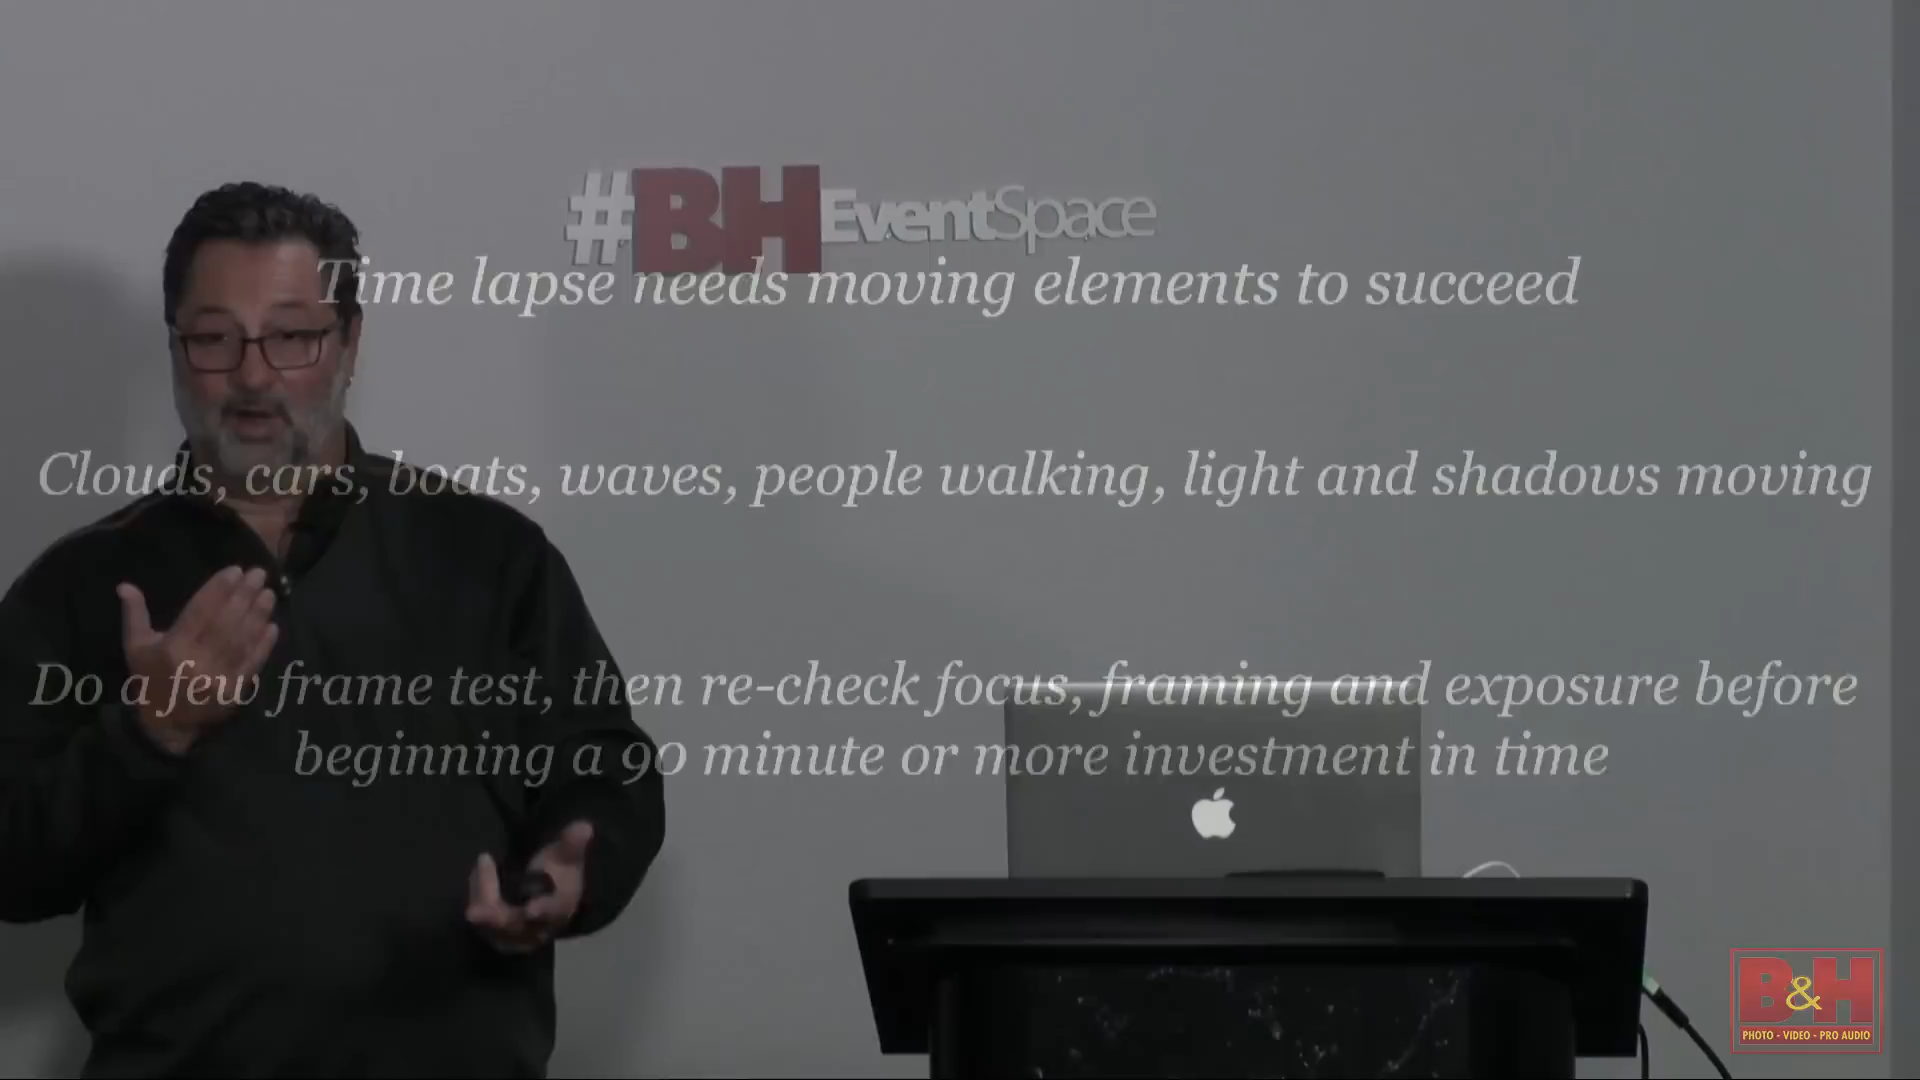 #BHEventSpace
Time lapse needs moving elements to succeed
Clouds, cars, boats, waves, people walking, light and shadows moving
Do a few frame test, then re-check focus, framing and exposure before
beginning a 90 minute or more investment in time
B&H
PHOTO - VIDEO - PRO AUDIO